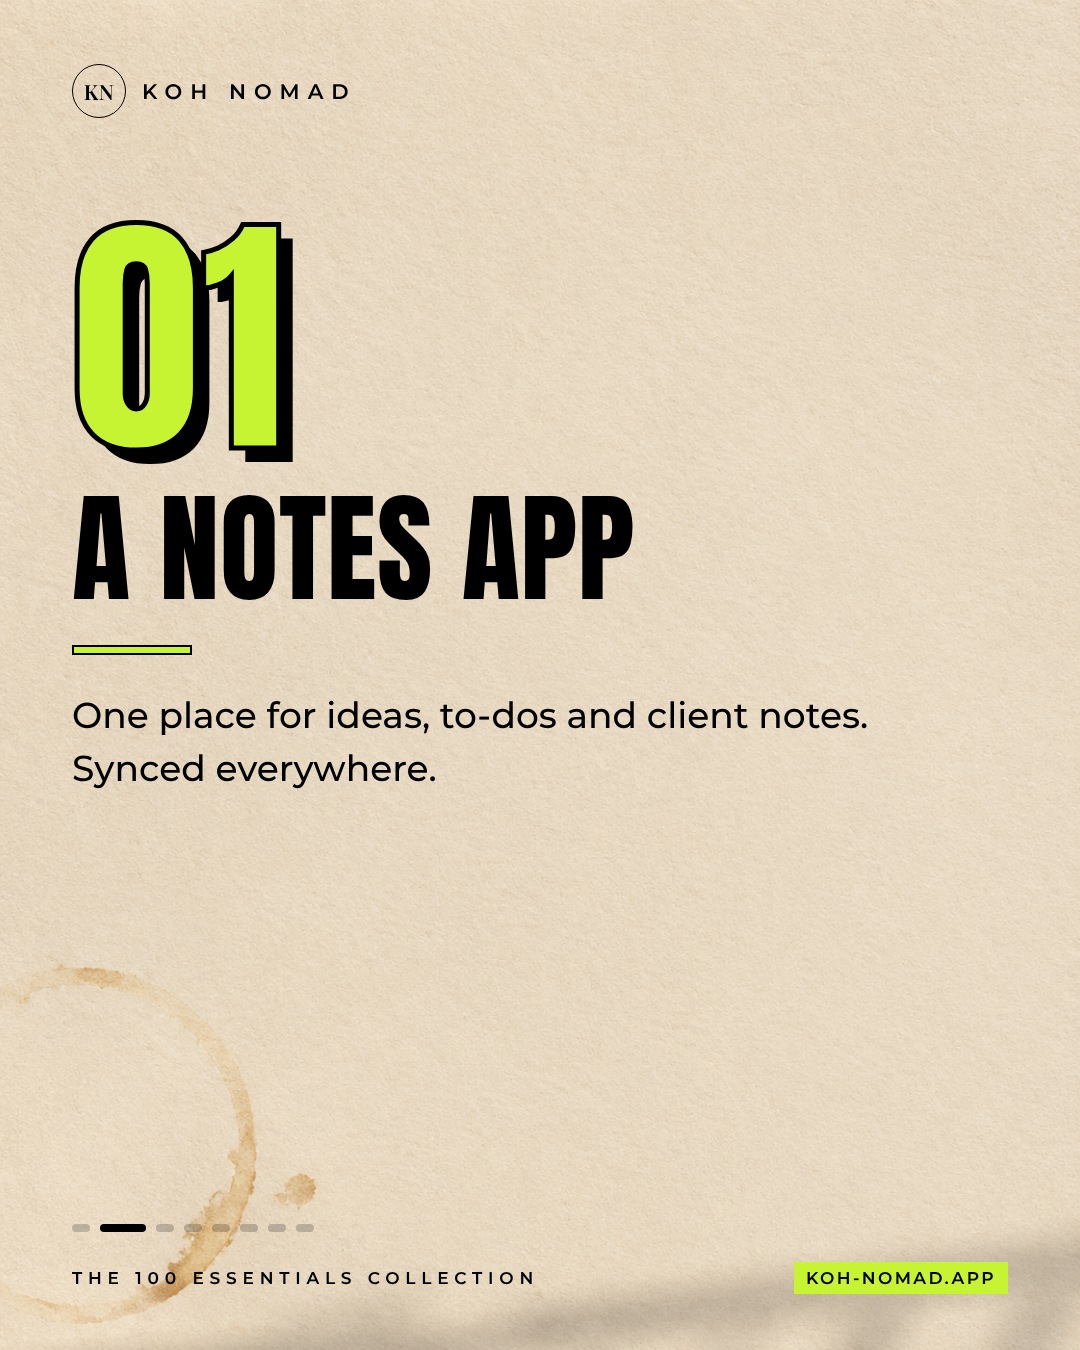 KN KOH NOMAD
01
A NOTES APP
One place for ideas, to-dos and client notes.
Synced everywhere.
THE 100 ESSENTIALS COLLECTION
KOH-NOMAD.APP